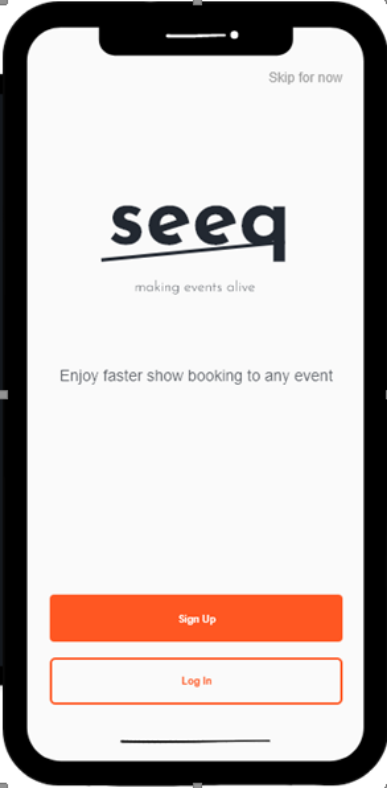 Skip for now
seeq
making events alive
Enjoy faster show booking to any event
Sign Up
Log In